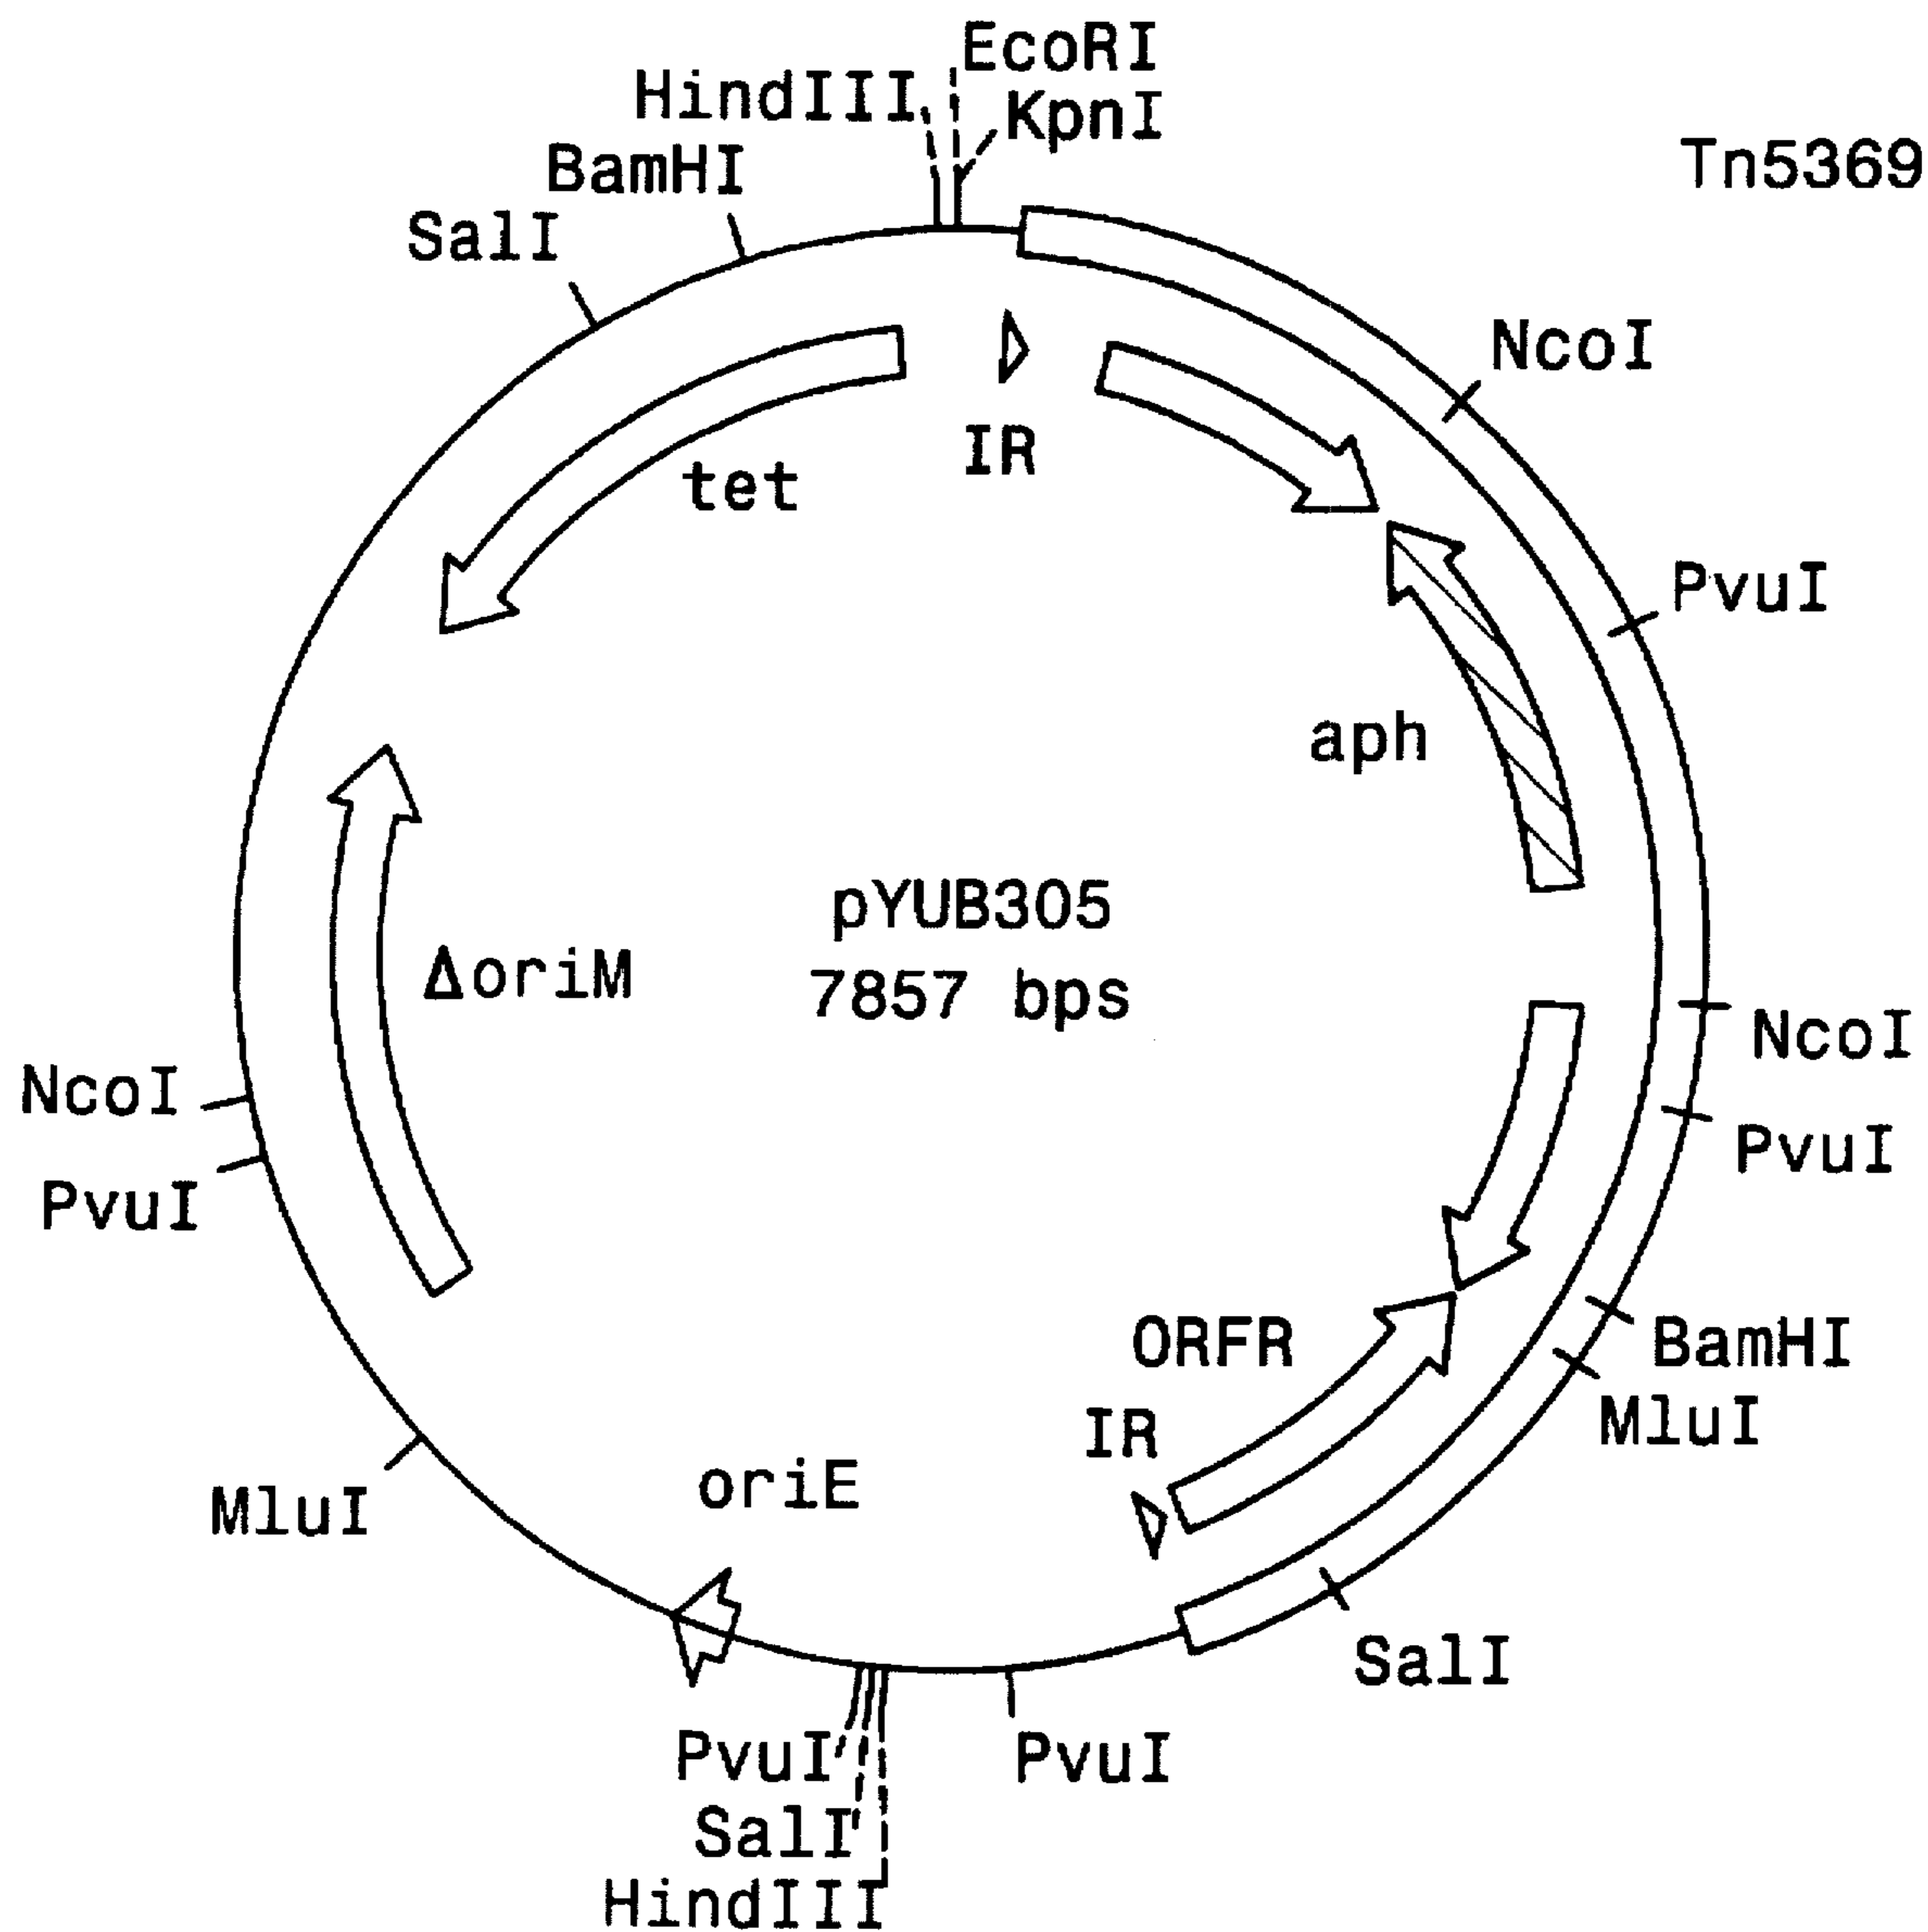 EcoRI
HindIII
KpnI
BamHI
Tn5369
SalI
NcoI
IR
tet
PvuI
aph
pYUB305
7857 bps
ΔoriM
NcoI
NcoI
PvuI
PvuI
ORFR
BamHI
IR
MluI
oriE
MluI
SalI
PvuI
PvuI
SalI
HindIII